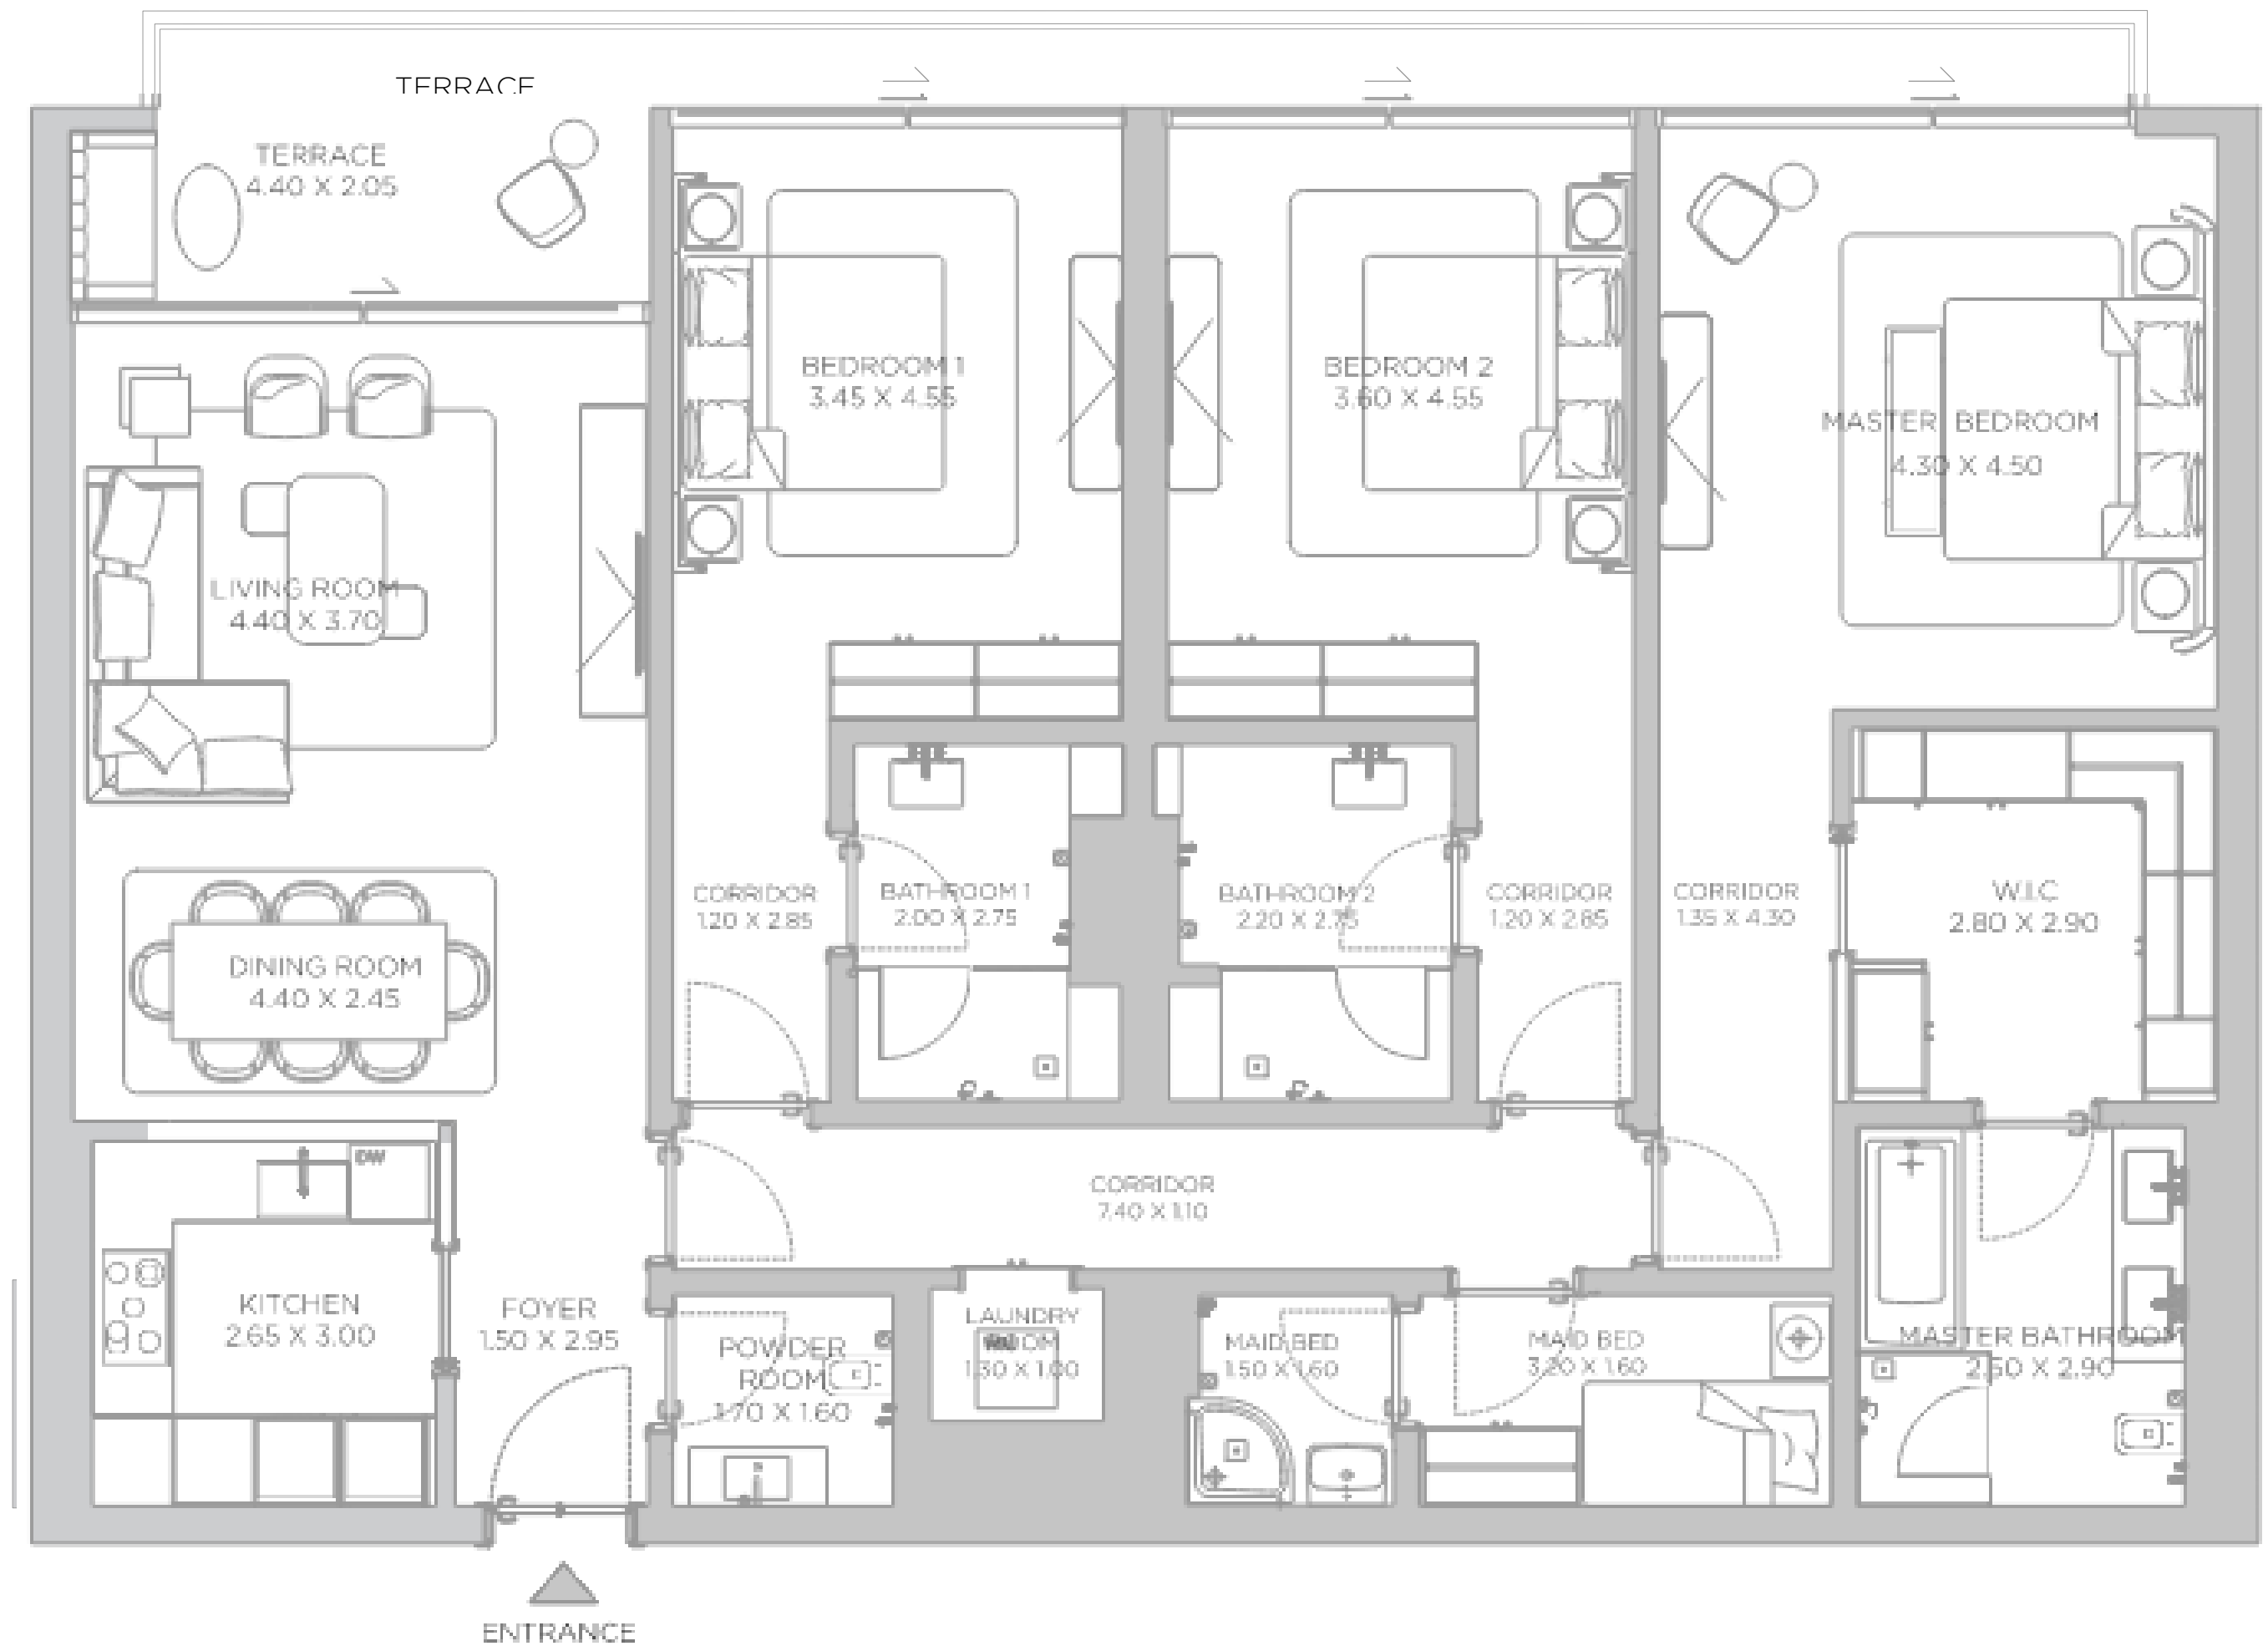 TERRACE
TERRACE
4.40 X 2.05
BEDROOM 1
3.45 X 4.55
BEDROOM 2
3.60 X 4.55
MASTER BEDROOM
4.30 X 4.50
LIVING ROOM
4.40 X 3.70
CORRIDOR
1.20 X 2.85
BATHROOM 1
2.00 X 2.75
BATHROOM 2
2.20 X 2.75
CORRIDOR
1.20 X 2.85
CORRIDOR
1.35 X 4.30
W.I.C
2.80 X 2.90
DINING ROOM
4.40 X 2.45
DW
CORRIDOR
7.40 X 1.10
KITCHEN
2.65 X 3.00
FOYER
1.50 X 2.95
POWDER
ROOM
1.70 X 1.60
LAUNDRY
ROOM
1.30 X 1.00
MAID BED
1.50 X 1.60
MAID BED
3.20 X 1.60
MASTER BATHROOM
2.50 X 2.90
ENTRANCE